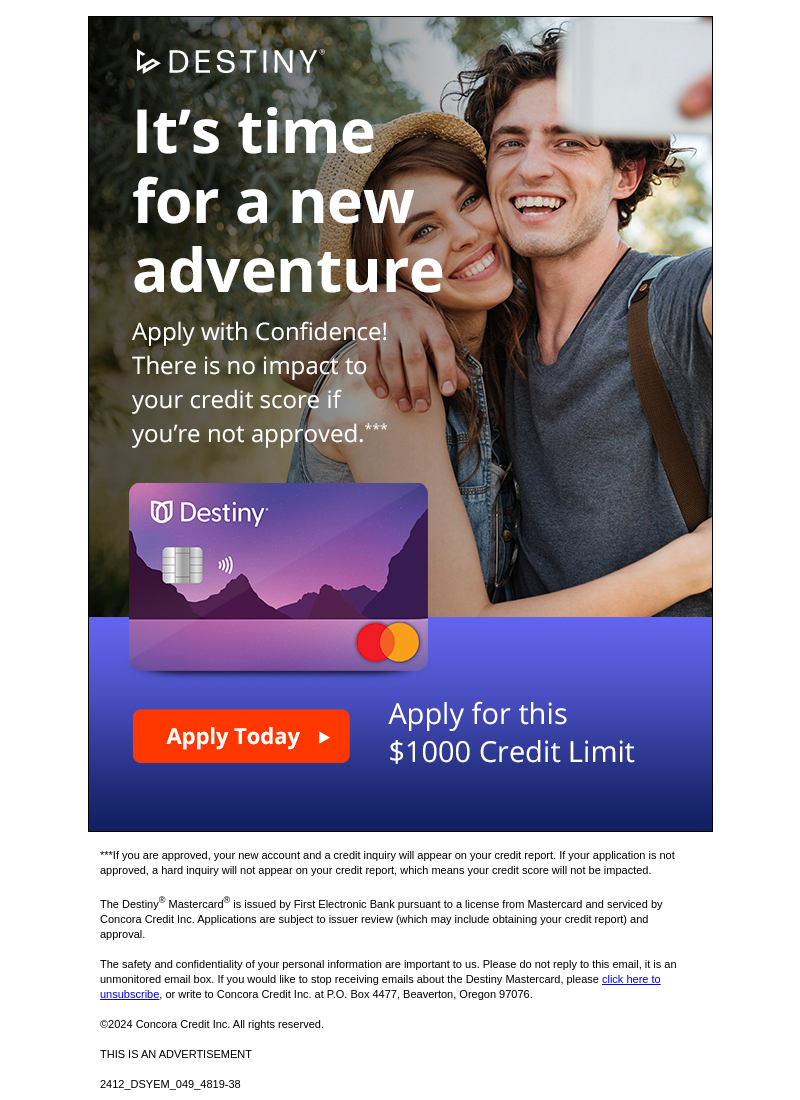 DESTINY®
It's time
for a new
adventure
Apply with Confidence!
There is no impact to
your credit score if
you're not approved.***
Destiny
Apply Today
Apply for this
$1000 Credit Limit
***If you are approved, your new account and a credit inquiry will appear on your credit report. If your application is not
approved, a hard inquiry will not appear on your credit report, which means your credit score will not be impacted.
The Destiny® Mastercard® is issued by First Electronic Bank pursuant to a license from Mastercard and serviced by
Concora Credit Inc. Applications are subject to issuer review (which may include obtaining your credit report) and
approval.
The safety and confidentiality of your personal information are important to us. Please do not reply to this email, it is an
unmonitored email box. If you would like to stop receiving emails about the Destiny Mastercard, please click here to
unsubscribe, or write to Concora Credit Inc. at P.O. Box 4477, Beaverton, Oregon 97076.
©2024 Concora Credit Inc. All rights reserved.
THIS IS AN ADVERTISEMENT
2412_DSYEM_049_4819-38